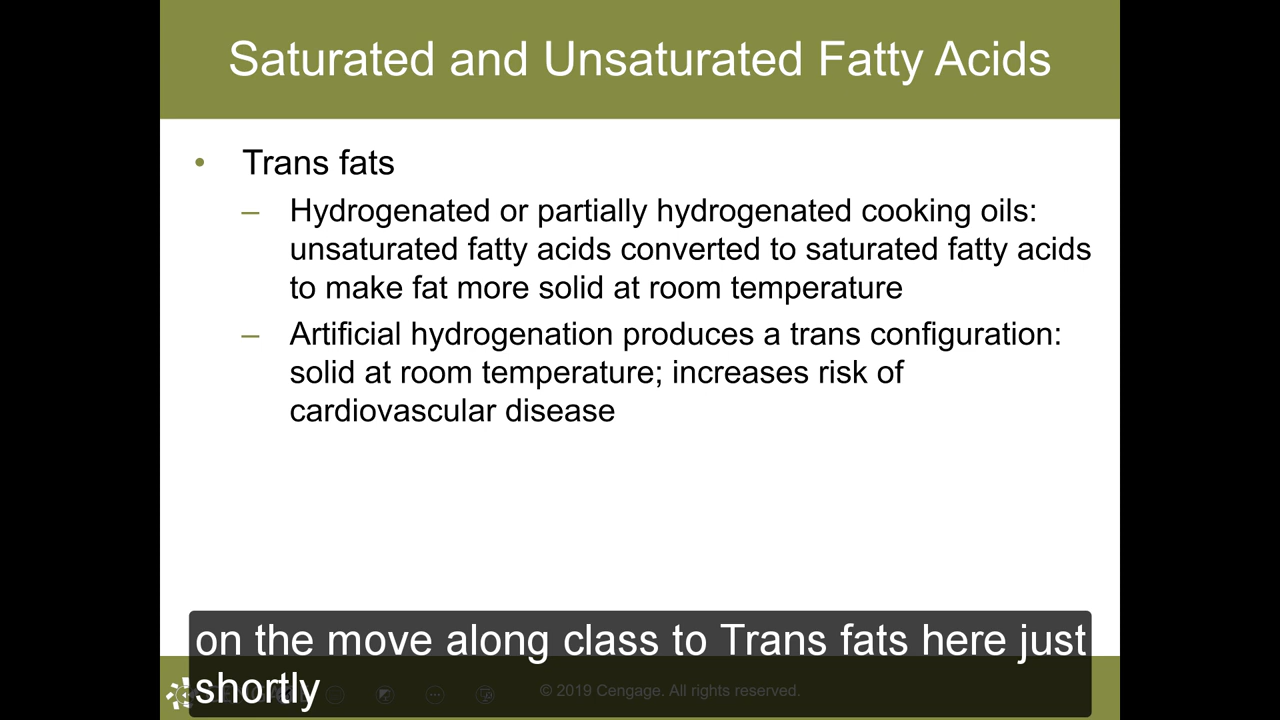 Saturated and Unsaturated Fatty Acids
• Trans fats
– Hydrogenated or partially hydrogenated cooking oils:
unsaturated fatty acids converted to saturated fatty acids
to make fat more solid at room temperature
– Artificial hydrogenation produces a trans configuration:
solid at room temperature; increases risk of
cardiovascular disease
on the move along class to Trans fats here just
shortly
© 2019 Cengage. All rights reserved.